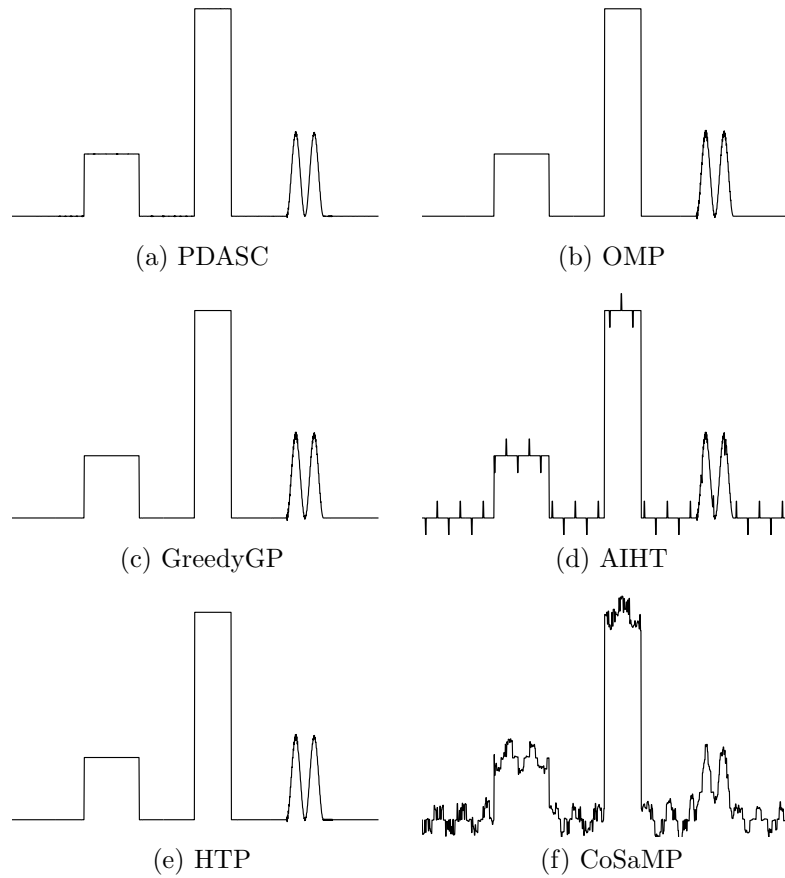 (a) PDASC
(b) OMP
(c) GreedyGP
(d) AIHT
(e) HTP
(f) CoSaMP